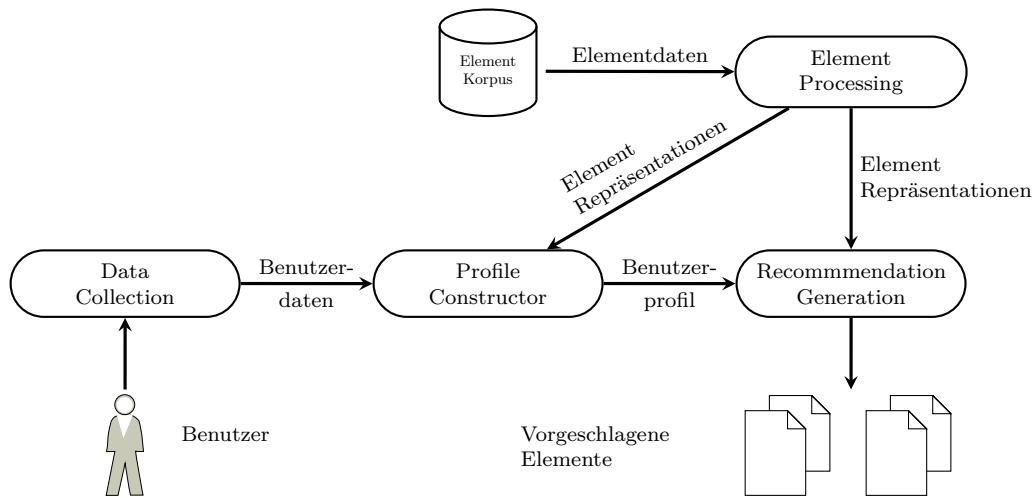 Element
Korpus
Elementdaten
Element
Processing
Element
Repräsentationen
Element
Repräsentationen
Data
Collection
Benutzer-
daten
Profile
Constructor
Benutzer-
profil
Recommmendation
Generation
Benutzer
Vorgeschlagene
Elemente